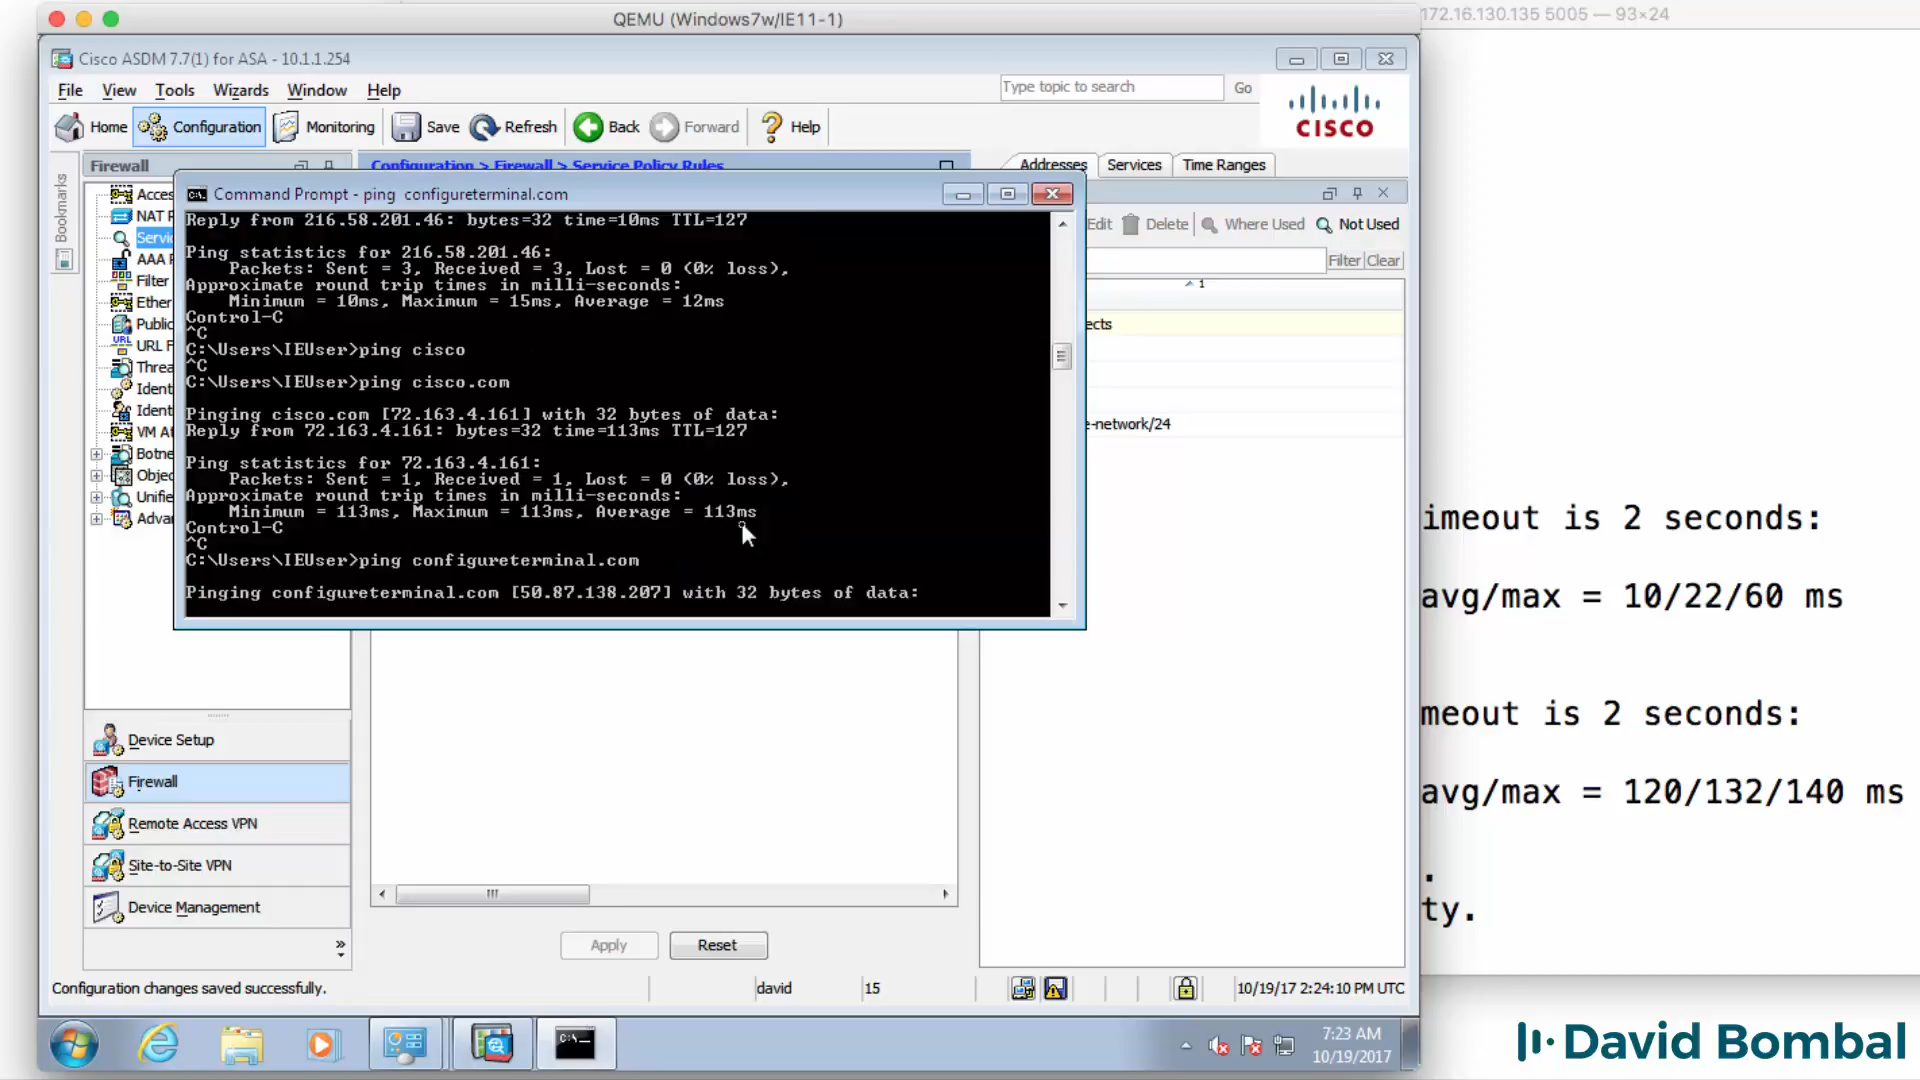 QEMU (Windows7w/IE11-1)
172.16.130.135 5005 — 93×24
Cisco ASDM 7.7(1) for ASA - 10.1.1.254
File View Tools Wizards Window Help
Type topic to search Go
CISCO
Home Configuration Monitoring Save Refresh Back Forward Help
Bookmarks
Firewall
Configuration > Firewall > Service Policy Rules
Addresses Services Time Ranges
Edit Delete Where Used Not Used
Filter Clear
1
ects
e-network/24
Acces
NAT R
Servi
AAA R
Filter
Ether
Public
URL F
Threa
Identi
Identi
VM At
Botne
Objec
Unifie
Advan
Command Prompt - ping configureterminal.com
Reply from 216.58.201.46: bytes=32 time=10ms TTL=127
Ping statistics for 216.58.201.46:
Packets: Sent = 3, Received = 3, Lost = 0 (0% loss),
Approximate round trip times in milli-seconds:
Minimum = 10ms, Maximum = 15ms, Average = 12ms
Control-C
^C
C:\Users\IEUser>ping cisco
^C
C:\Users\IEUser>ping cisco.com
Pinging cisco.com [72.163.4.161] with 32 bytes of data:
Reply from 72.163.4.161: bytes=32 time=113ms TTL=127
Ping statistics for 72.163.4.161:
Packets: Sent = 1, Received = 1, Lost = 0 (0% loss),
Approximate round trip times in milli-seconds:
Minimum = 113ms, Maximum = 113ms, Average = 113ms
Control-C
^C
C:\Users\IEUser>ping configureterminal.com
Pinging configureterminal.com [50.87.138.207] with 32 bytes of data:
Device Setup
Firewall
Remote Access VPN
Site-to-Site VPN
Device Management
Apply Reset
Configuration changes saved successfully.
david
15
10/19/17 2:24:10 PM UTC
7:23 AM
10/19/2017
imeout is 2 seconds:
avg/max = 10/22/60 ms
meout is 2 seconds:
avg/max = 120/132/140 ms
.
ty.
David Bombal